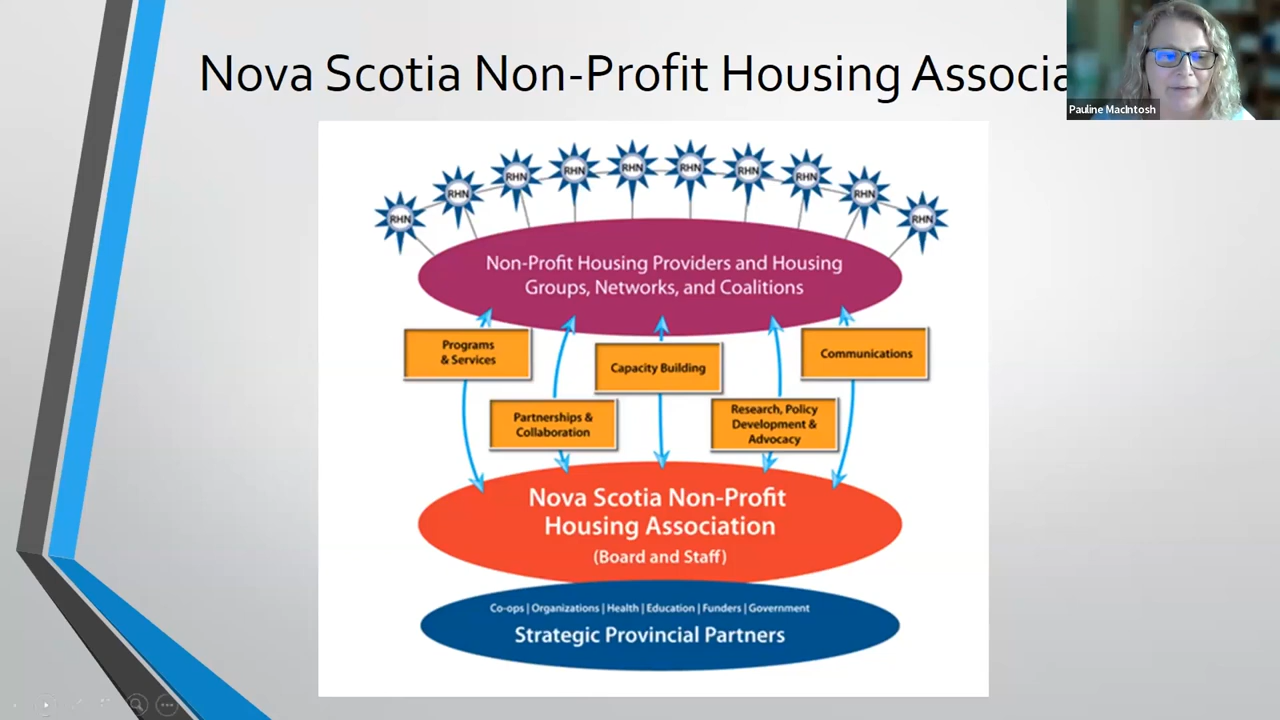 Nova Scotia Non-Profit Housing Associa
Pauline MacIntosh
RHN
RHN
RHN
RHN
RHN
RHN
RHN
RHN
RHN
RHN
Non-Profit Housing Providers and Housing
Groups, Networks, and Coalitions
Programs
& Services
Capacity Building
Communications
Partnerships &
Collaboration
Research, Policy
Development &
Advocacy
Nova Scotia Non-Profit
Housing Association
(Board and Staff)
Co-ops | Organizations | Health | Education | Funders | Government
Strategic Provincial Partners